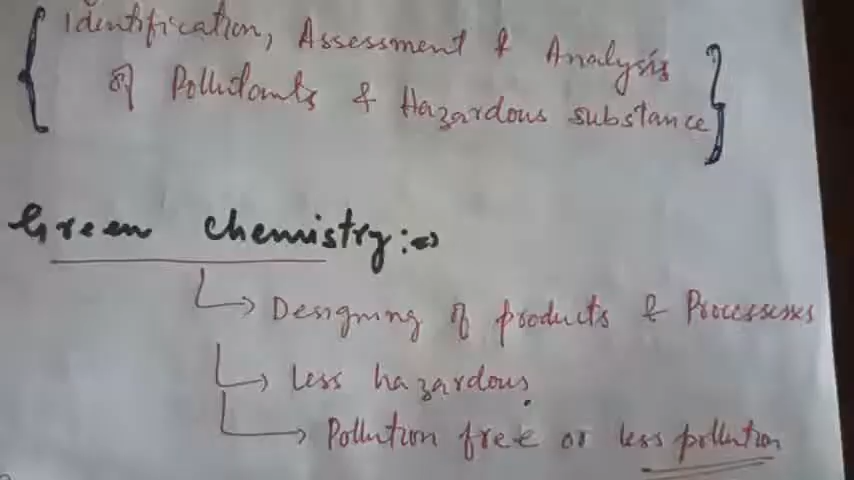 { Identification, Assessment & Analysis
of Pollutants & Hazardous substance }
Green chemistry :⇒
↳ Designing of products & Processeses
↳ Less hazardous.
↳ Pollution free or less pollution